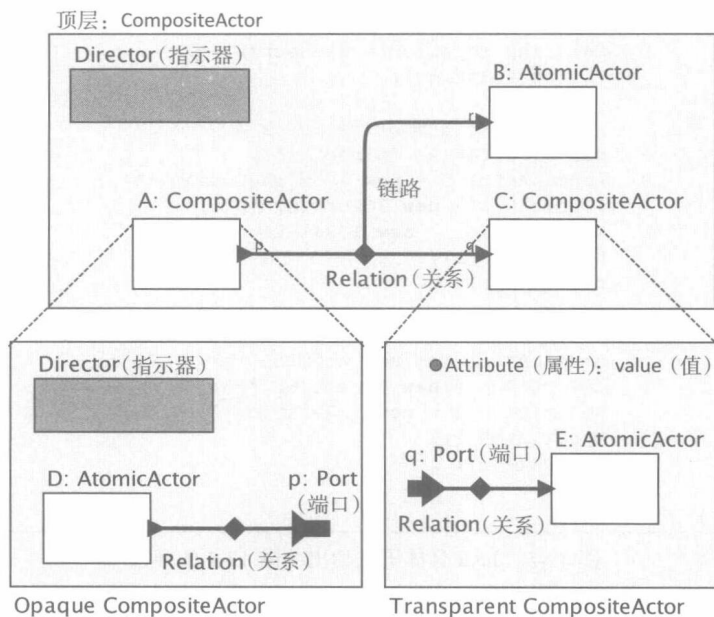 顶层：CompositeActor
Director(指示器)
B: AtomicActor
r
链路
A: CompositeActor
C: CompositeActor
p
q
Relation(关系)
Director(指示器)
Attribute (属性)：value (值)
D: AtomicActor
p: Port
(端口)
Relation(关系)
E: AtomicActor
q: Port (端口)
Relation(关系)
Opaque CompositeActor
Transparent CompositeActor